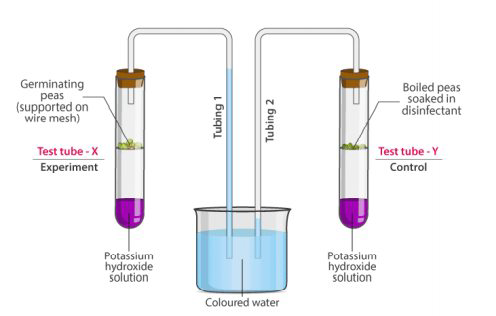 Germinating
peas
(supported on
wire mesh)
Test tube - X
Experiment
Potassium
hydroxide
solution
Tubing 1
Tubing 2
Coloured water
Boiled peas
soaked in
disinfectant
Test tube - Y
Control
Potassium
hydroxide
solution